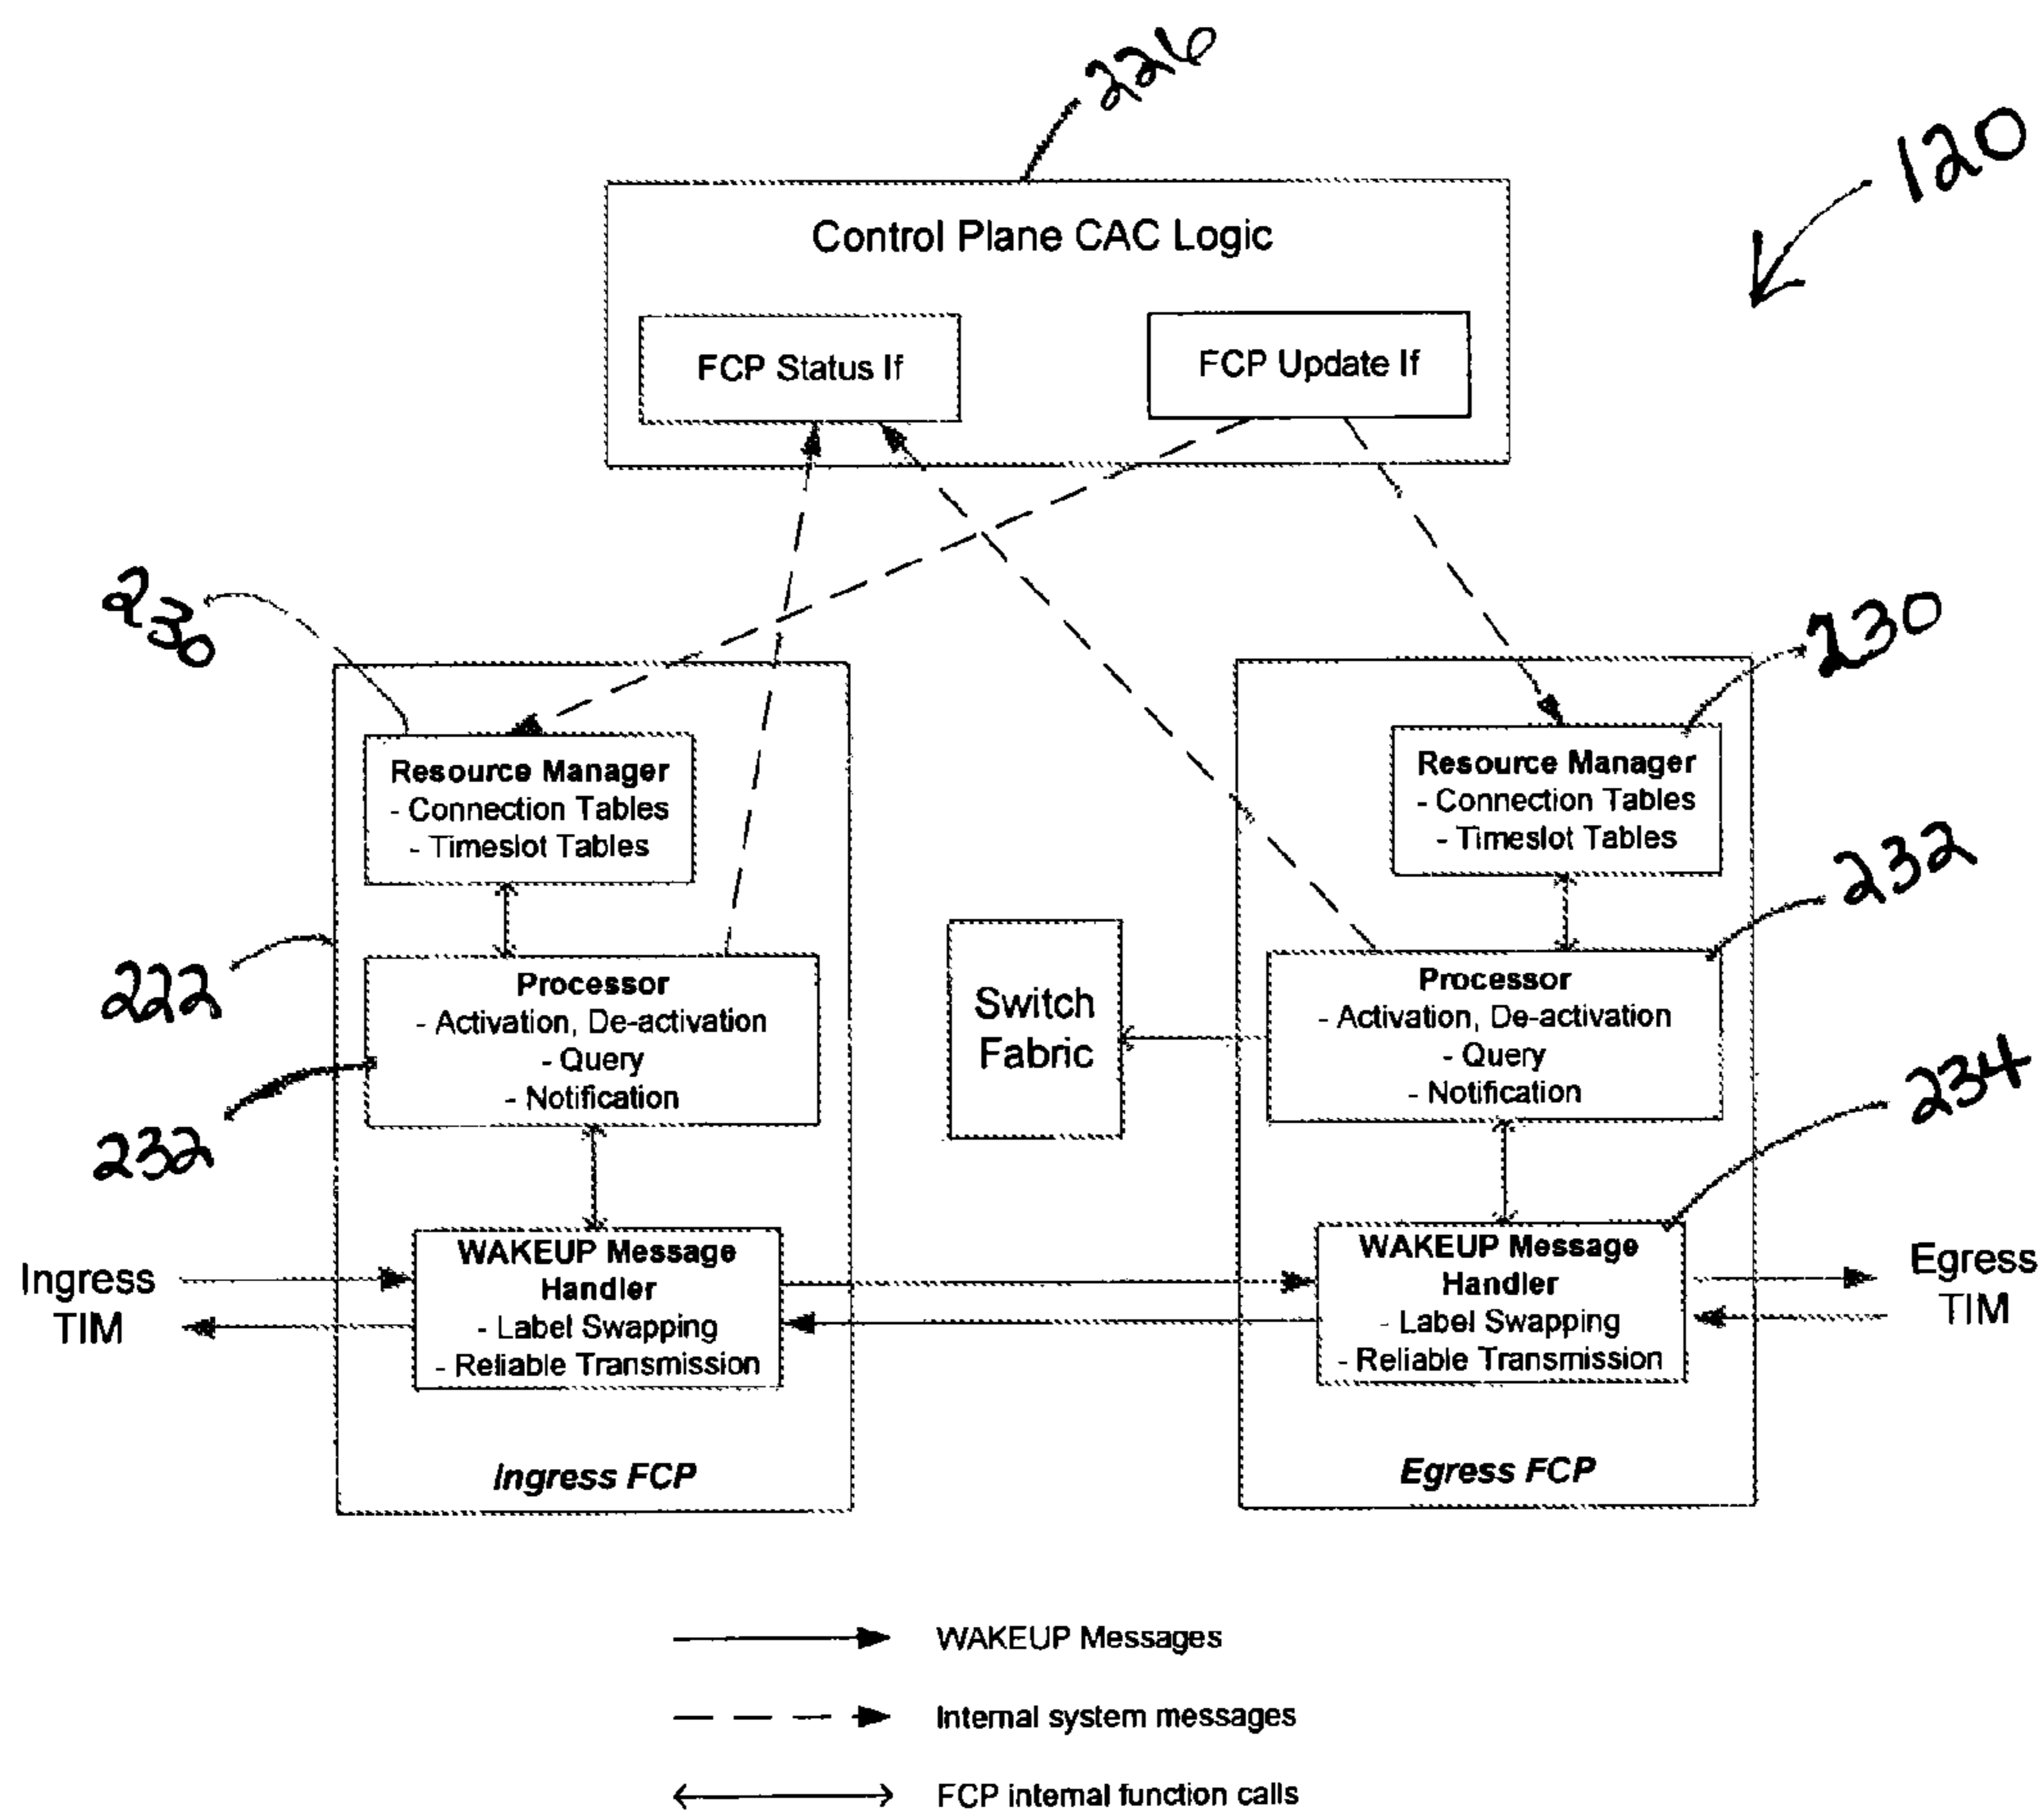 226
120
Control Plane CAC Logic
FCP Status If
FCP Update If
230
230
Resource Manager
- Connection Tables
- Timeslot Tables
Resource Manager
- Connection Tables
- Timeslot Tables
232
222
Processor
- Activation, De-activation
- Query
- Notification
Switch
Fabric
Processor
- Activation, De-activation
- Query
- Notification
232
234
Ingress
TIM
WAKEUP Message
Handler
- Label Swapping
- Reliable Transmission
WAKEUP Message
Handler
- Label Swapping
- Reliable Transmission
Egress
TIM
Ingress FCP
Egress FCP
WAKEUP Messages
Internal system messages
FCP internal function calls